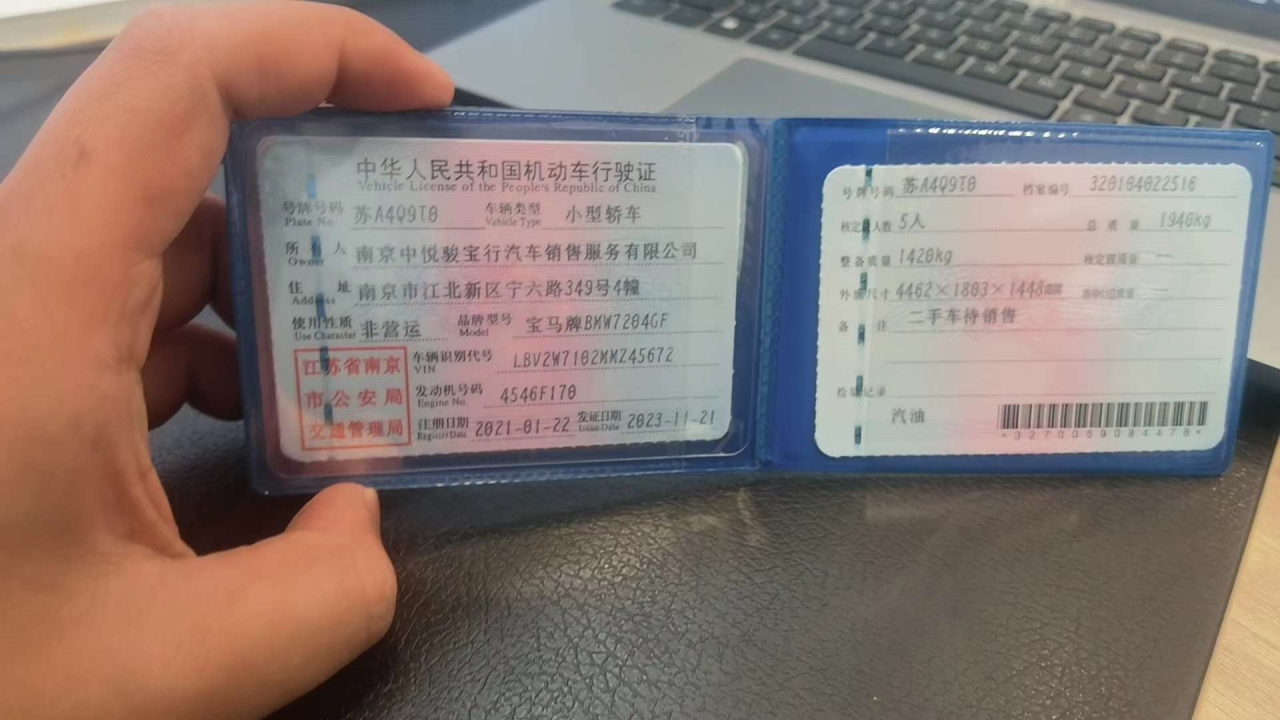 中华人民共和国机动车行驶证
Vehicle License of the People's Republic of China
号牌号码 苏A4Q9T0 车辆类型 小型轿车
Plate No. Vehicle Type
所有人 南京中悦骏宝行汽车销售服务有限公司
Owner
住址 南京市江北新区宁六路349号4幢
Address
使用性质 非营运 品牌型号 宝马牌BMW7204GF
Use Character Model
江苏省南京
市公安局
交通管理局
车辆识别代号 LBV2W7102MMZ45672
VIN
发动机号码 4546F170
Engine No.
注册日期 2021-01-22 发证日期 2023-11-21
Register Date Issue Date
号牌号码 苏A4Q9T0 档案编号 320104022516
核定载人数 5人 总质量 1940kg
整备质量 1420kg 核定载质量 —
外廓尺寸 4462×1803×1448mm
备注 二手车待销售
检验记录
汽油
*3270059084478*